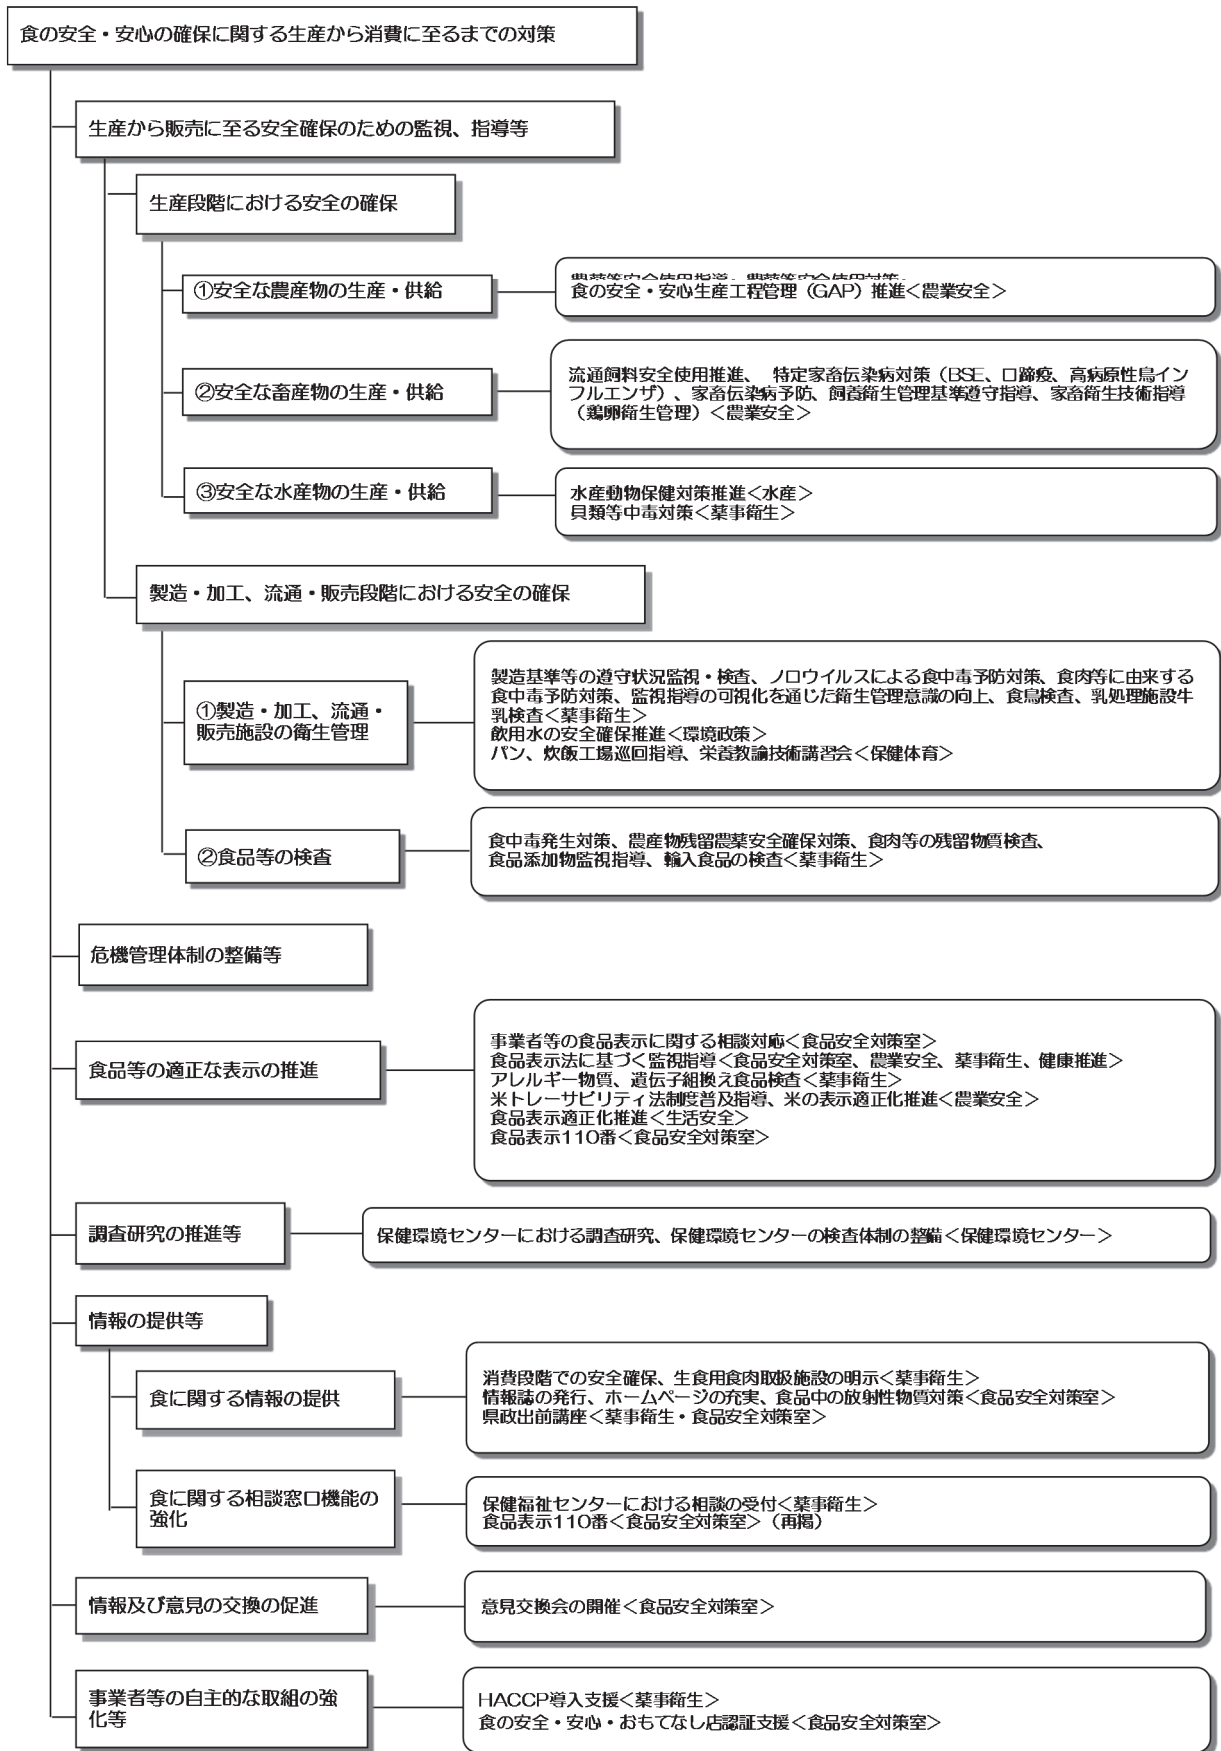 食の安全・安心の確保に関する生産から消費に至るまでの対策
生産から販売に至る安全確保のための監視、指導等
生産段階における安全の確保
①安全な農産物の生産・供給
農薬等安全使用指導、農薬等安全使用対策、
食の安全・安心生産工程管理（GAP）推進＜農業安全＞
②安全な畜産物の生産・供給
流通飼料安全使用推進、 特定家畜伝染病対策（BSE、口蹄疫、高病原性鳥イン
フルエンザ）、家畜伝染病予防、飼養衛生管理基準遵守指導、家畜衛生技術指導
（鶏卵衛生管理）＜農業安全＞
③安全な水産物の生産・供給
水産動物保健対策推進＜水産＞
貝類等中毒対策＜薬事衛生＞
製造・加工、流通・販売段階における安全の確保
①製造・加工、流通・
販売施設の衛生管理
製造基準等の遵守状況監視・検査、ノロウイルスによる食中毒予防対策、食肉等に由来する
食中毒予防対策、監視指導の可視化を通じた衛生管理意識の向上、食鳥検査、乳処理施設牛
乳検査＜薬事衛生＞
飲用水の安全確保推進＜環境政策＞
パン、炊飯工場巡回指導、栄養教諭技術講習会＜保健体育＞
②食品等の検査
食中毒発生対策、農産物残留農薬安全確保対策、食肉等の残留物質検査、
食品添加物監視指導、輸入食品の検査＜薬事衛生＞
危機管理体制の整備等
食品等の適正な表示の推進
事業者等の食品表示に関する相談対応＜食品安全対策室＞
食品表示法に基づく監視指導＜食品安全対策室、農業安全、薬事衛生、健康推進＞
アレルギー物質、遺伝子組換え食品検査＜薬事衛生＞
米トレーサビリティ法制度普及指導、米の表示適正化推進＜農業安全＞
食品表示適正化推進＜生活安全＞
食品表示110番＜食品安全対策室＞
調査研究の推進等
保健環境センターにおける調査研究、保健環境センターの検査体制の整備＜保健環境センター＞
情報の提供等
食に関する情報の提供
消費段階での安全確保、生食用食肉取扱施設の明示＜薬事衛生＞
情報誌の発行、ホームページの充実、食品中の放射性物質対策＜食品安全対策室＞
県政出前講座＜薬事衛生・食品安全対策室＞
食に関する相談窓口機能の
強化
保健福祉センターにおける相談の受付＜薬事衛生＞
食品表示110番＜食品安全対策室＞（再掲）
情報及び意見の交換の促進
意見交換会の開催＜食品安全対策室＞
事業者等の自主的な取組の強
化等
HACCP導入支援＜薬事衛生＞
食の安全・安心・おもてなし店認証支援＜食品安全対策室＞